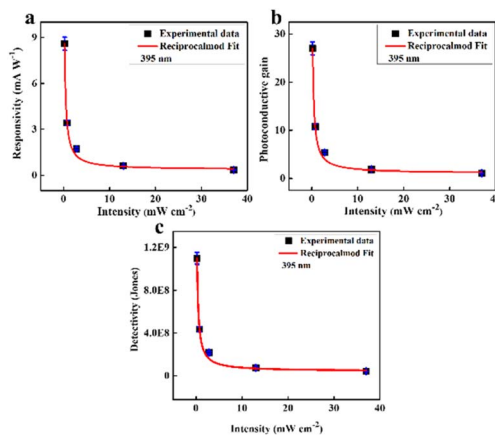 a
Experimental data
Reciprocalmod Fit
395 nm
Responsivity (mA W⁻¹)
9
6
3
0
0 10 20 30 40
Intensity (mW cm⁻²)
b
Experimental data
Reciprocalmod Fit
395 nm
Photoconductive gain
30
20
10
0
0 10 20 30 40
Intensity (mW cm⁻²)
c
Experimental data
Reciprocalmod Fit
395 nm
Detectivity (Jones)
1.2E9
8.0E8
4.0E8
0
0 10 20 30 40
Intensity (mW cm⁻²)